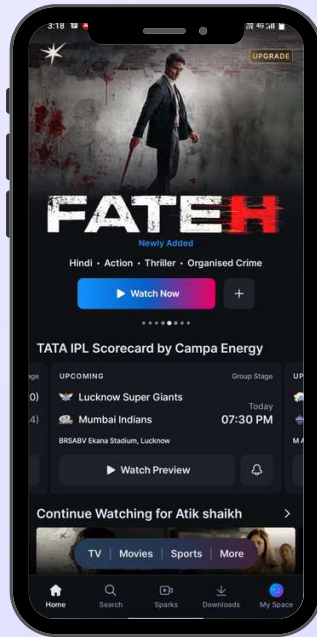 3:18
4G
UPGRADE
FATEH
Newly Added
Hindi • Action • Thriller • Organised Crime
Watch Now
+
TATA IPL Scorecard by Campa Energy
UPCOMING
Group Stage
Lucknow Super Giants
Today
Mumbai Indians
07:30 PM
BRSABV Ekana Stadium, Lucknow
Watch Preview
Continue Watching for Atik shaikh
TV | Movies | Sports | More
Home
Search
Sparks
Downloads
My Space